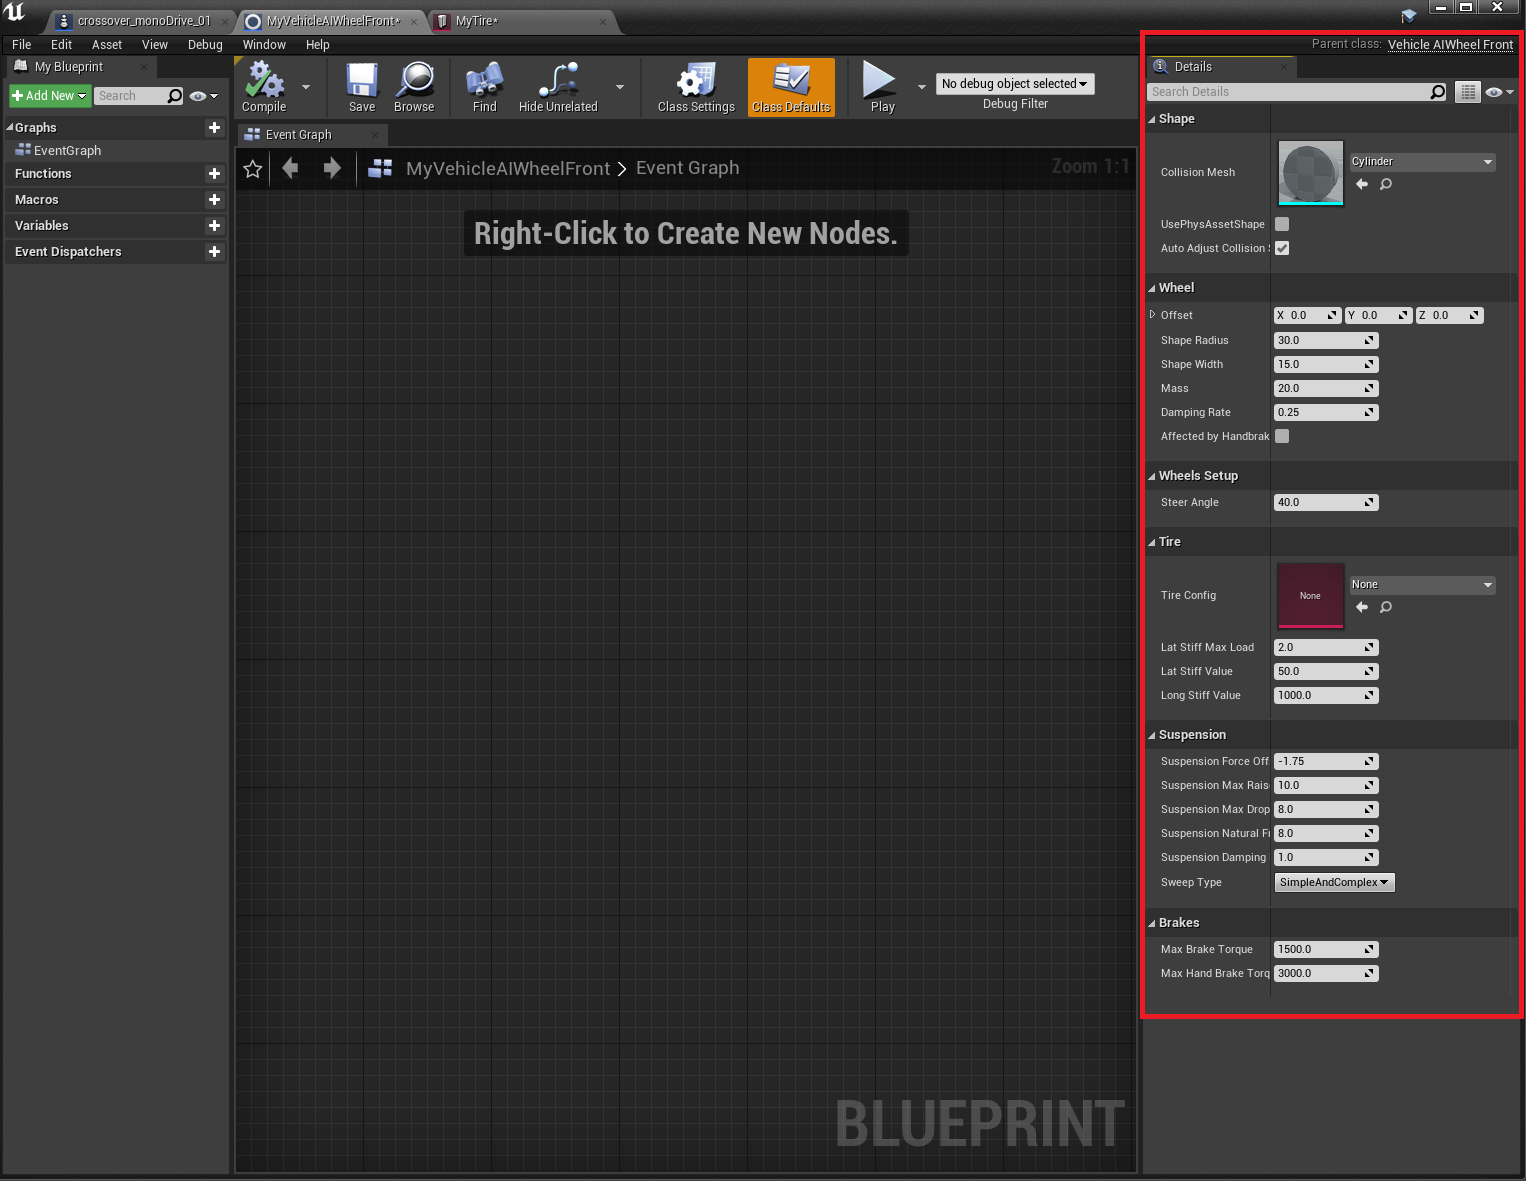 crossover_monoDrive_01
MyVehicleAIWheelFront*
MyTire*
File Edit Asset View Debug Window Help
Parent class: Vehicle AIWheel Front
My Blueprint
Add New
Search
Graphs
EventGraph
Functions
Macros
Variables
Event Dispatchers
Compile
Save
Browse
Find
Hide Unrelated
Class Settings
Class Defaults
Play
No debug object selected
Debug Filter
Event Graph
MyVehicleAIWheelFront > Event Graph
Zoom 1:1
Right-Click to Create New Nodes.
BLUEPRINT
Details
Search Details
Shape
Collision Mesh
Cylinder
UsePhysAssetShape
Auto Adjust Collision S
Wheel
Offset X 0.0 Y 0.0 Z 0.0
Shape Radius 30.0
Shape Width 15.0
Mass 20.0
Damping Rate 0.25
Affected by Handbrak
Wheels Setup
Steer Angle 40.0
Tire
Tire Config None None
Lat Stiff Max Load 2.0
Lat Stiff Value 50.0
Long Stiff Value 1000.0
Suspension
Suspension Force Off -1.75
Suspension Max Rais 10.0
Suspension Max Drop 8.0
Suspension Natural Fr 8.0
Suspension Damping 1.0
Sweep Type SimpleAndComplex
Brakes
Max Brake Torque 1500.0
Max Hand Brake Torq 3000.0